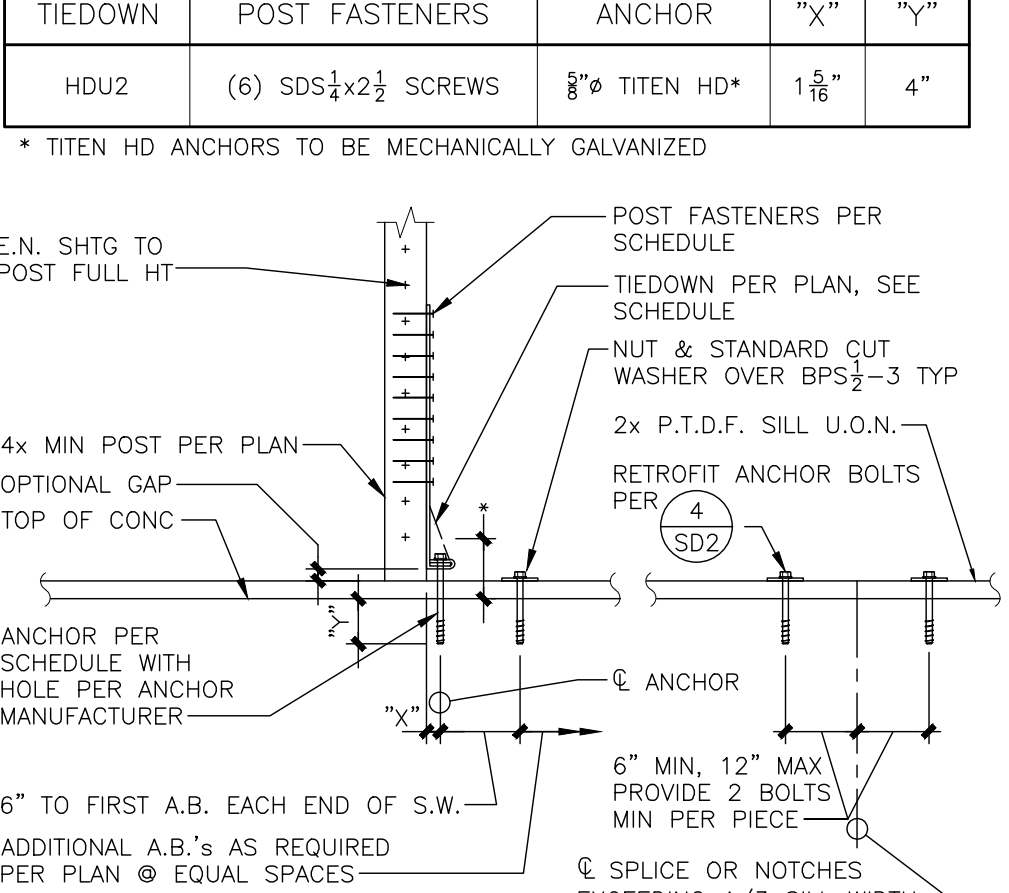 TIEDOWN POST FASTENERS ANCHOR "X" "Y"
HDU2 (6) SDS1/4x2 1/2 SCREWS 5/8"ø TITEN HD* 1 5/16" 4"
* TITEN HD ANCHORS TO BE MECHANICALLY GALVANIZED
E.N. SHTG TO
POST FULL HT
4x MIN POST PER PLAN
OPTIONAL GAP
TOP OF CONC
ANCHOR PER
SCHEDULE WITH
HOLE PER ANCHOR
MANUFACTURER
"Y"
"X"
*
6" TO FIRST A.B. EACH END OF S.W.
ADDITIONAL A.B.'s AS REQUIRED
PER PLAN @ EQUAL SPACES
POST FASTENERS PER
SCHEDULE
TIEDOWN PER PLAN, SEE
SCHEDULE
NUT & STANDARD CUT
WASHER OVER BPS1/2-3 TYP
2x P.T.D.F. SILL U.O.N.
RETROFIT ANCHOR BOLTS
PER
4
SD2
℄ ANCHOR
6" MIN, 12" MAX
PROVIDE 2 BOLTS
MIN PER PIECE
℄ SPLICE OR NOTCHES